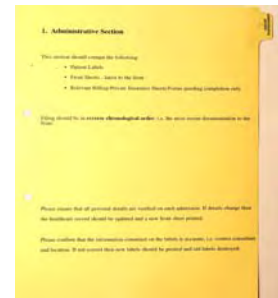 1. Administrative Section
This section should contain the following:
• Patient Labels
• Front Sheets - latest to the front
• Relevant Billing/Private Insurance Sheets/Forms pending completion only
Filing should be in reverse chronological order, i.e. the most recent documentation to the
front.
Please ensure that all personal details are verified on each admission. If details change then
the healthcare record should be updated and a new front sheet printed.
Please confirm that the information contained on the labels is accurate, i.e. correct consultant
and location. If not correct then new labels should be printed and old labels destroyed.